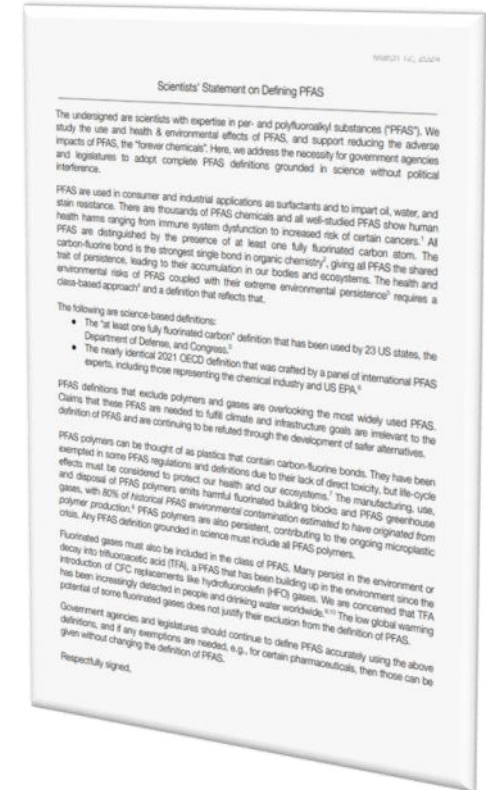 March 12, 2024
Scientists' Statement on Defining PFAS
The undersigned are scientists with expertise in per- and polyfluoroalkyl substances ("PFAS"). We
study the use and health & environmental effects of PFAS, and support reducing the adverse
impacts of PFAS, the "forever chemicals". Here, we address the necessity for government agencies
and legislatures to adopt complete PFAS definitions grounded in science without political
interference.
PFAS are used in consumer and industrial applications as surfactants and to impart oil, water, and
stain resistance. There are thousands of PFAS chemicals and all well-studied PFAS show human
health harms ranging from immune system dysfunction to increased risk of certain cancers.¹ All
PFAS are distinguished by the presence of at least one fully fluorinated carbon atom. The
carbon-fluorine bond is the strongest single bond in organic chemistry², giving all PFAS the shared
trait of persistence, leading to their accumulation in our bodies and ecosystems. The health and
environmental risks of PFAS coupled with their extreme environmental persistence³ requires a
class-based approach⁴ and a definition that reflects that.
The following are science-based definitions:
• The "at least one fully fluorinated carbon" definition that has been used by 23 US states, the
Department of Defense, and Congress.⁵
• The nearly identical 2021 OECD definition that was crafted by a panel of international PFAS
experts, including those representing the chemical industry and US EPA.⁶
PFAS definitions that exclude polymers and gases are overlooking the most widely used PFAS.
Claims that these PFAS are needed to fulfill climate and infrastructure goals are irrelevant to the
definition of PFAS and are continuing to be refuted through the development of safer alternatives.
PFAS polymers can be thought of as plastics that contain carbon-fluorine bonds. They have been
exempted in some PFAS regulations and definitions due to their lack of direct toxicity, but life-cycle
effects must be considered to protect our health and our ecosystems.⁷ The manufacturing, use,
and disposal of PFAS polymers emits harmful fluorinated building blocks and PFAS greenhouse
gases, with 80% of historical PFAS environmental contamination estimated to have originated from
polymer production.⁸ PFAS polymers are also persistent, contributing to the ongoing microplastic
crisis. Any PFAS definition grounded in science must include all PFAS polymers.
Fluorinated gases must also be included in the class of PFAS. Many persist in the environment or
decay into trifluoroacetic acid (TFA), a PFAS that has been building up in the environment since the
introduction of CFC replacements like hydrofluoroolefin (HFO) gases. We are concerned that TFA
has been increasingly detected in people and drinking water worldwide.⁹,¹⁰ The low global warming
potential of some fluorinated gases does not justify their exclusion from the definition of PFAS.
Government agencies and legislatures should continue to define PFAS accurately using the above
definitions, and if any exemptions are needed, e.g., for certain pharmaceuticals, then those can be
given without changing the definition of PFAS.
Respectfully signed,